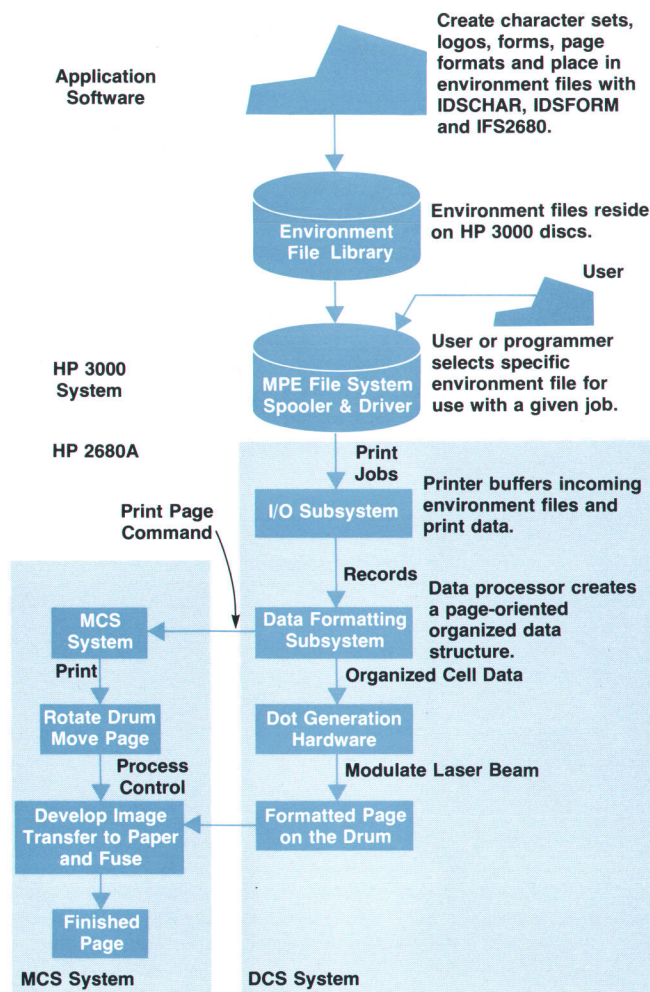 Application
Software
Create character sets,
logos, forms, page
formats and place in
environment files with
IDSCHAR, IDSFORM
and IFS2680.
Environment
File Library
Environment files reside
on HP 3000 discs.
User
User or programmer
selects specific
environment file for
use with a given job.
HP 3000
System
MPE File System
Spooler & Driver
HP 2680A
Print
Jobs
Print Page
Command
I/O Subsystem
Printer buffers incoming
environment files and
print data.
Records
MCS
System
Data Formatting
Subsystem
Data processor creates
a page-oriented
organized data
structure.
Print
Organized Cell Data
Rotate Drum
Move Page
Dot Generation
Hardware
Process
Control
Modulate Laser Beam
Develop Image
Transfer to Paper
and Fuse
Formatted Page
on the Drum
Finished
Page
MCS System
DCS System